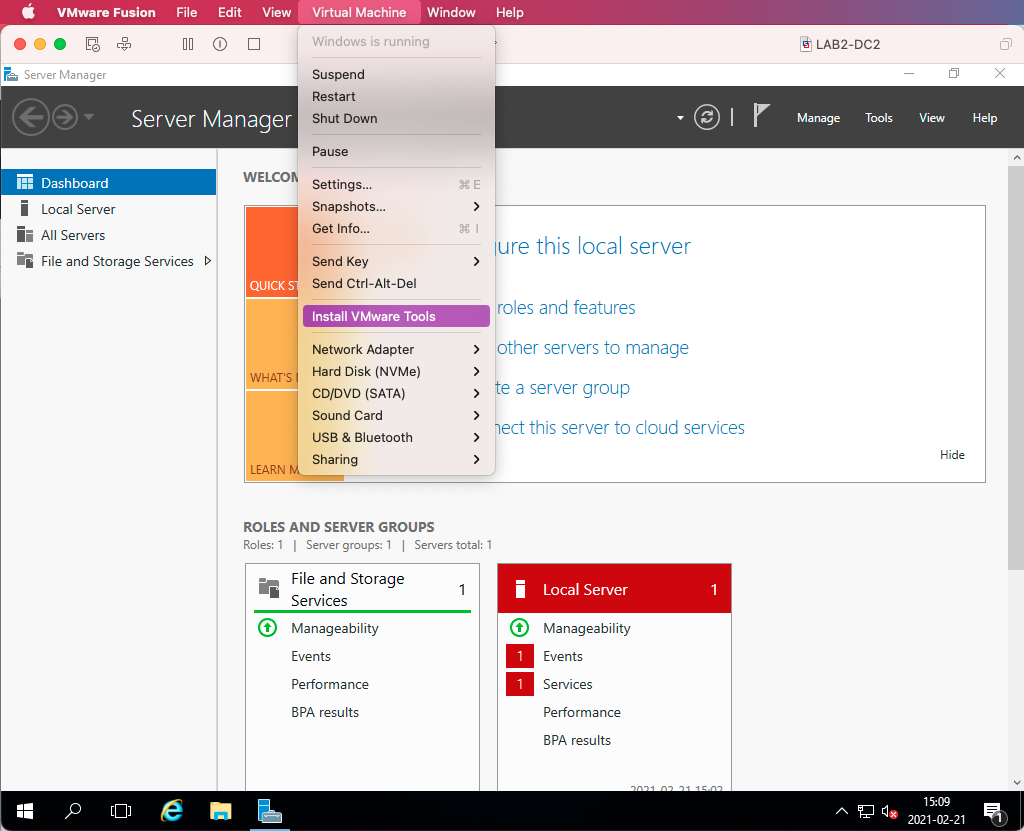 VMware Fusion File Edit View Virtual Machine Window Help
LAB2-DC2
Server Manager
Server Manager
Manage Tools View Help
Windows is running
Suspend
Restart
Shut Down
Pause
Settings... ⌘ E
Snapshots...
Get Info... ⌘ I
Send Key
Send Ctrl-Alt-Del
Install VMware Tools
Network Adapter
Hard Disk (NVMe)
CD/DVD (SATA)
Sound Card
USB & Bluetooth
Sharing
Dashboard
Local Server
All Servers
File and Storage Services
this local server
QUICK
roles and features
other servers to manage
WHAT'S
a server group
this server to cloud services
LEARN
Hide
ROLES AND SERVER GROUPS
Roles: 1 | Server groups: 1 | Servers total: 1
File and Storage
Services 1
Manageability
Events
Performance
BPA results
Local Server 1
Manageability
1 Events
1 Services
Performance
BPA results
2021-02-21 15:02
15:09
2021-02-21
1